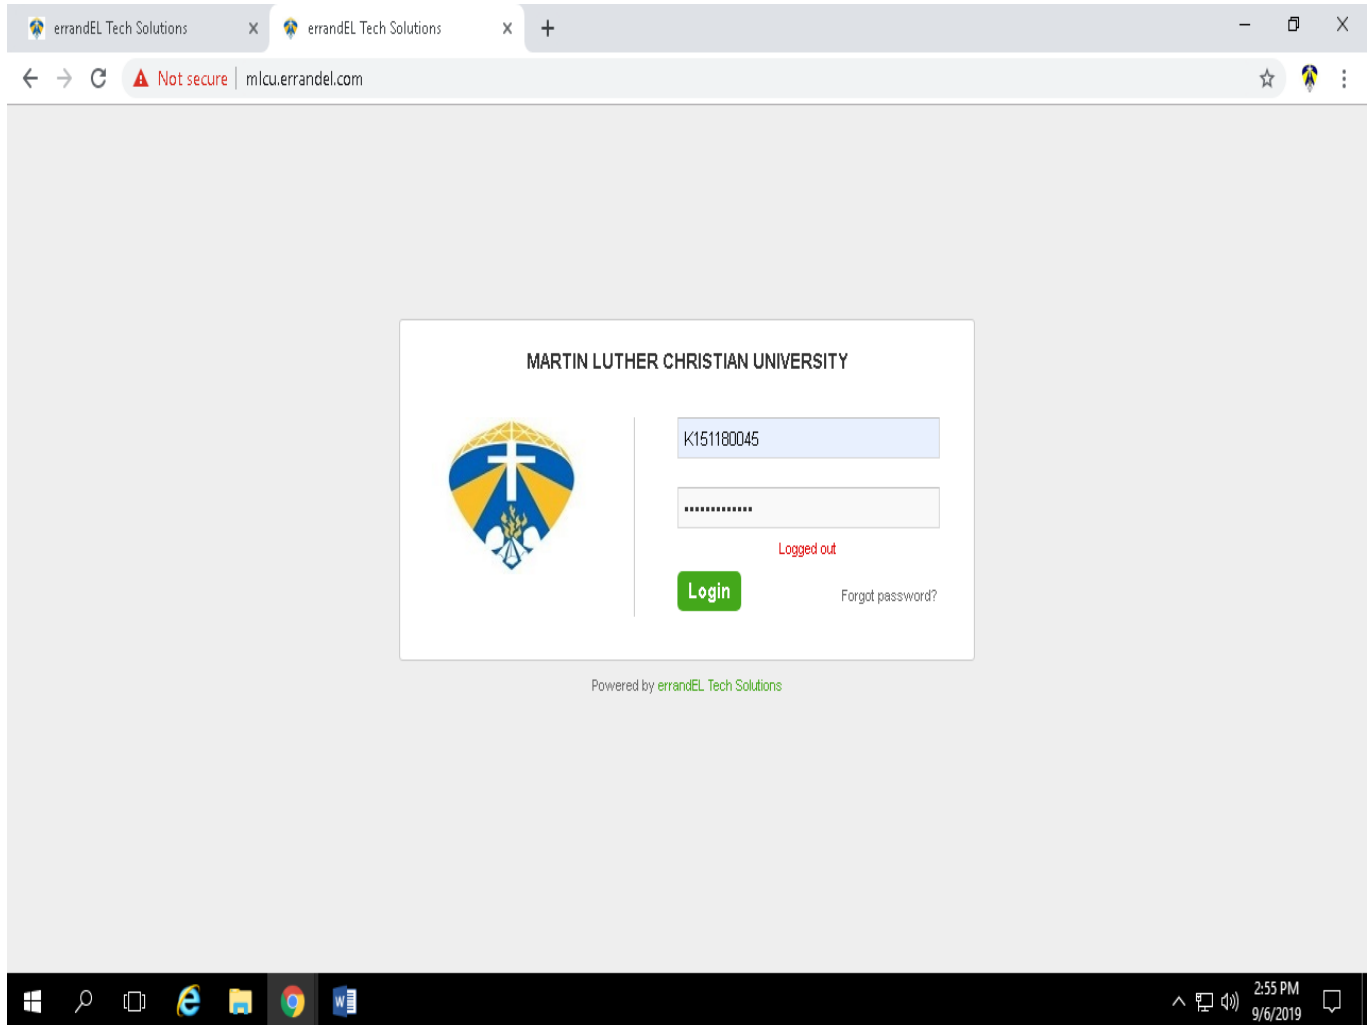 errandEL Tech Solutions
errandEL Tech Solutions
Not secure | mlcu.errandel.com
MARTIN LUTHER CHRISTIAN UNIVERSITY
K151180045
•••••••••••••
Logged out
Login
Forgot password?
Powered by errandEL Tech Solutions
2:55 PM
9/6/2019